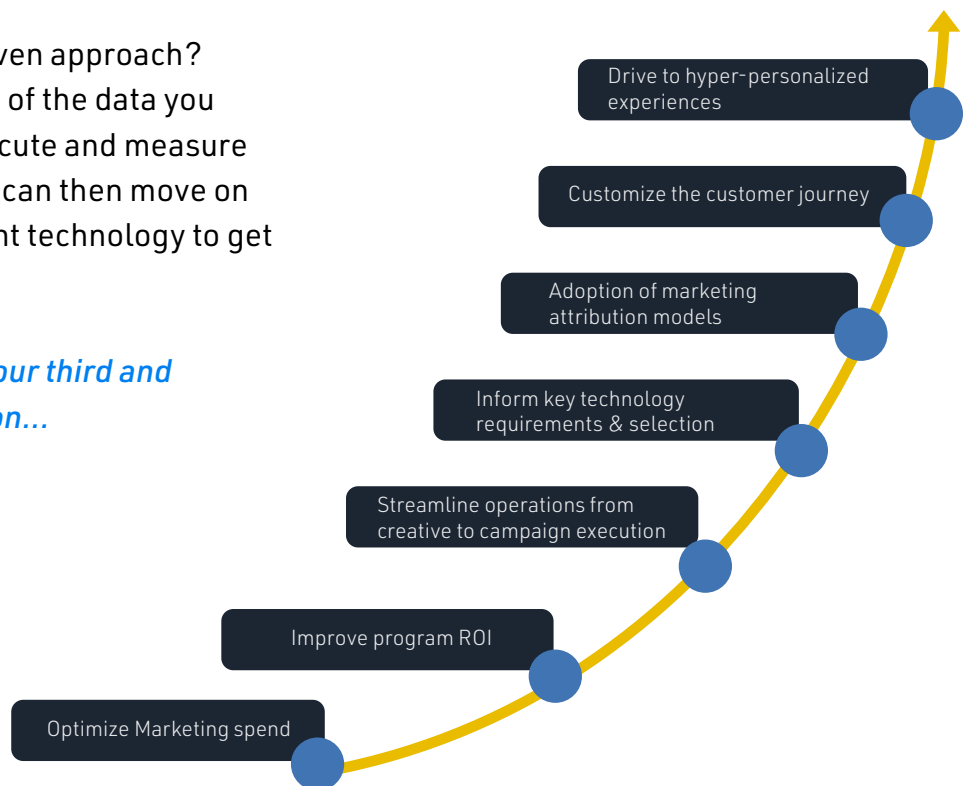 ven approach?
of the data you
cute and measure
can then move on
nt technology to get
our third and
on...
Drive to hyper-personalized
experiences
Customize the customer journey
Adoption of marketing
attribution models
Inform key technology
requirements & selection
Streamline operations from
creative to campaign execution
Improve program ROI
Optimize Marketing spend